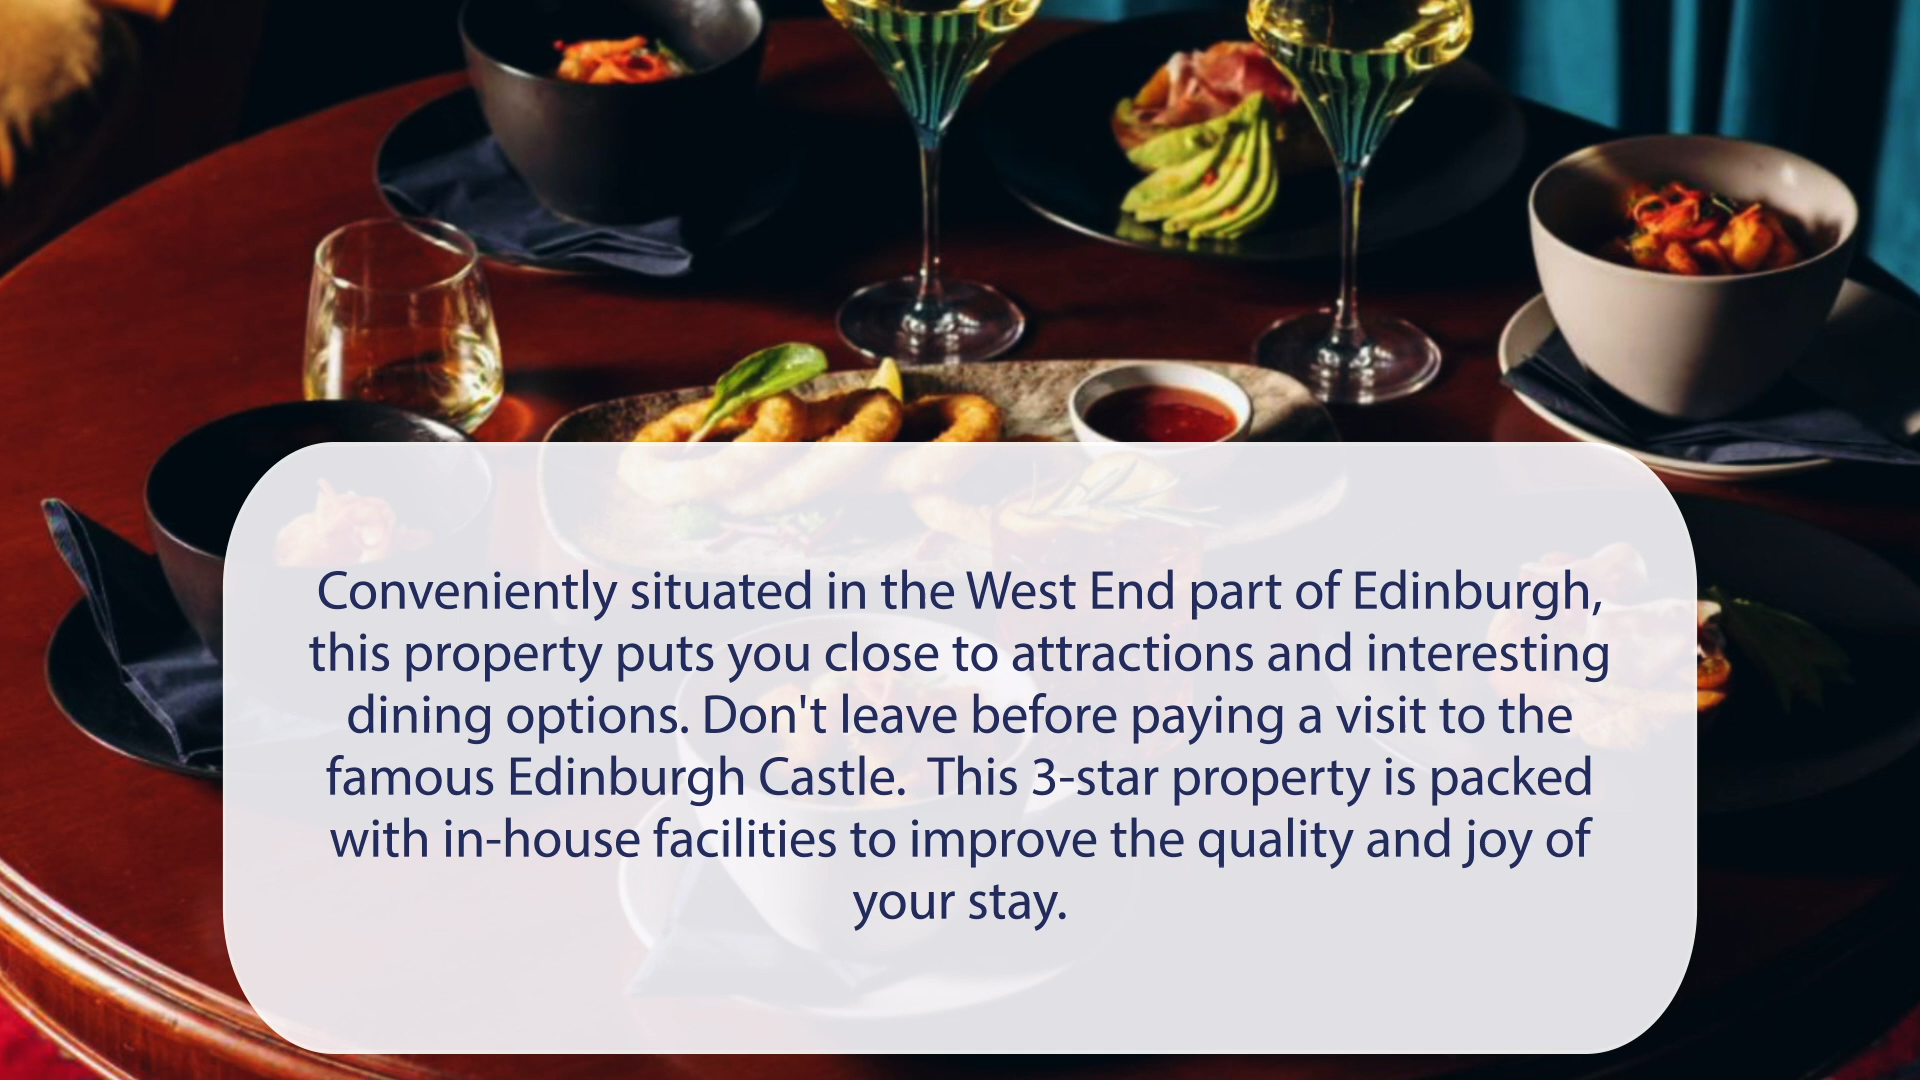 Conveniently situated in the West End part of Edinburgh,
this property puts you close to attractions and interesting
dining options. Don't leave before paying a visit to the
famous Edinburgh Castle.  This 3-star property is packed
with in-house facilities to improve the quality and joy of
your stay.